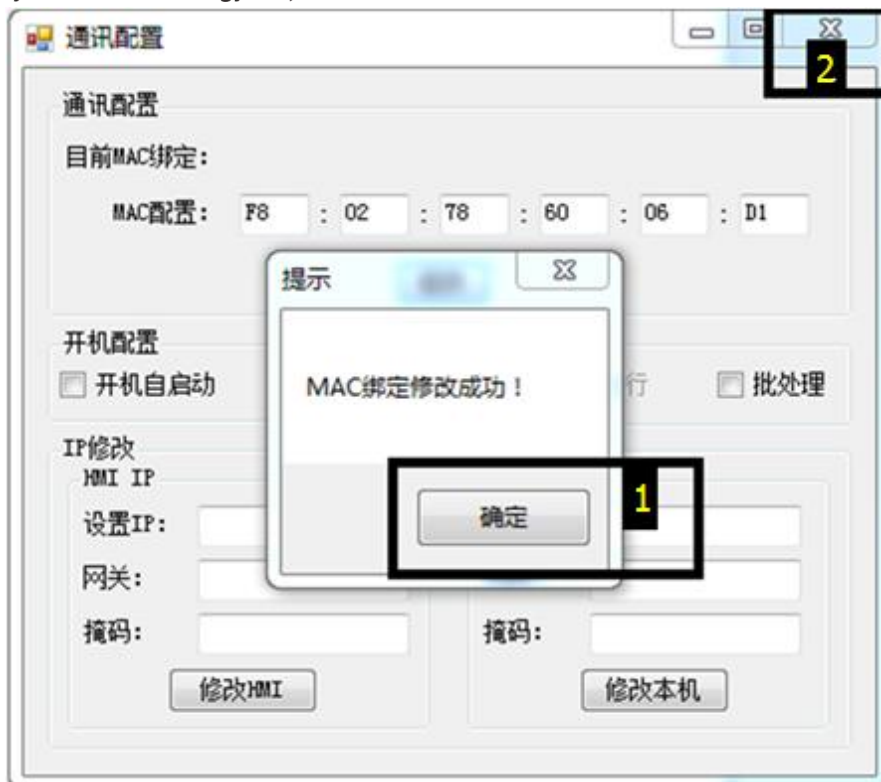 通讯配置
2
通讯配置
目前MAC绑定:
MAC配置: F8 : 02 : 78 : 60 : 06 : D1
提示
开机配置
开机自启动 行 批处理
MAC绑定修改成功!
IP修改
HMI IP
确定 1
设置IP:
网关:
掩码: 掩码:
修改HMI 修改本机